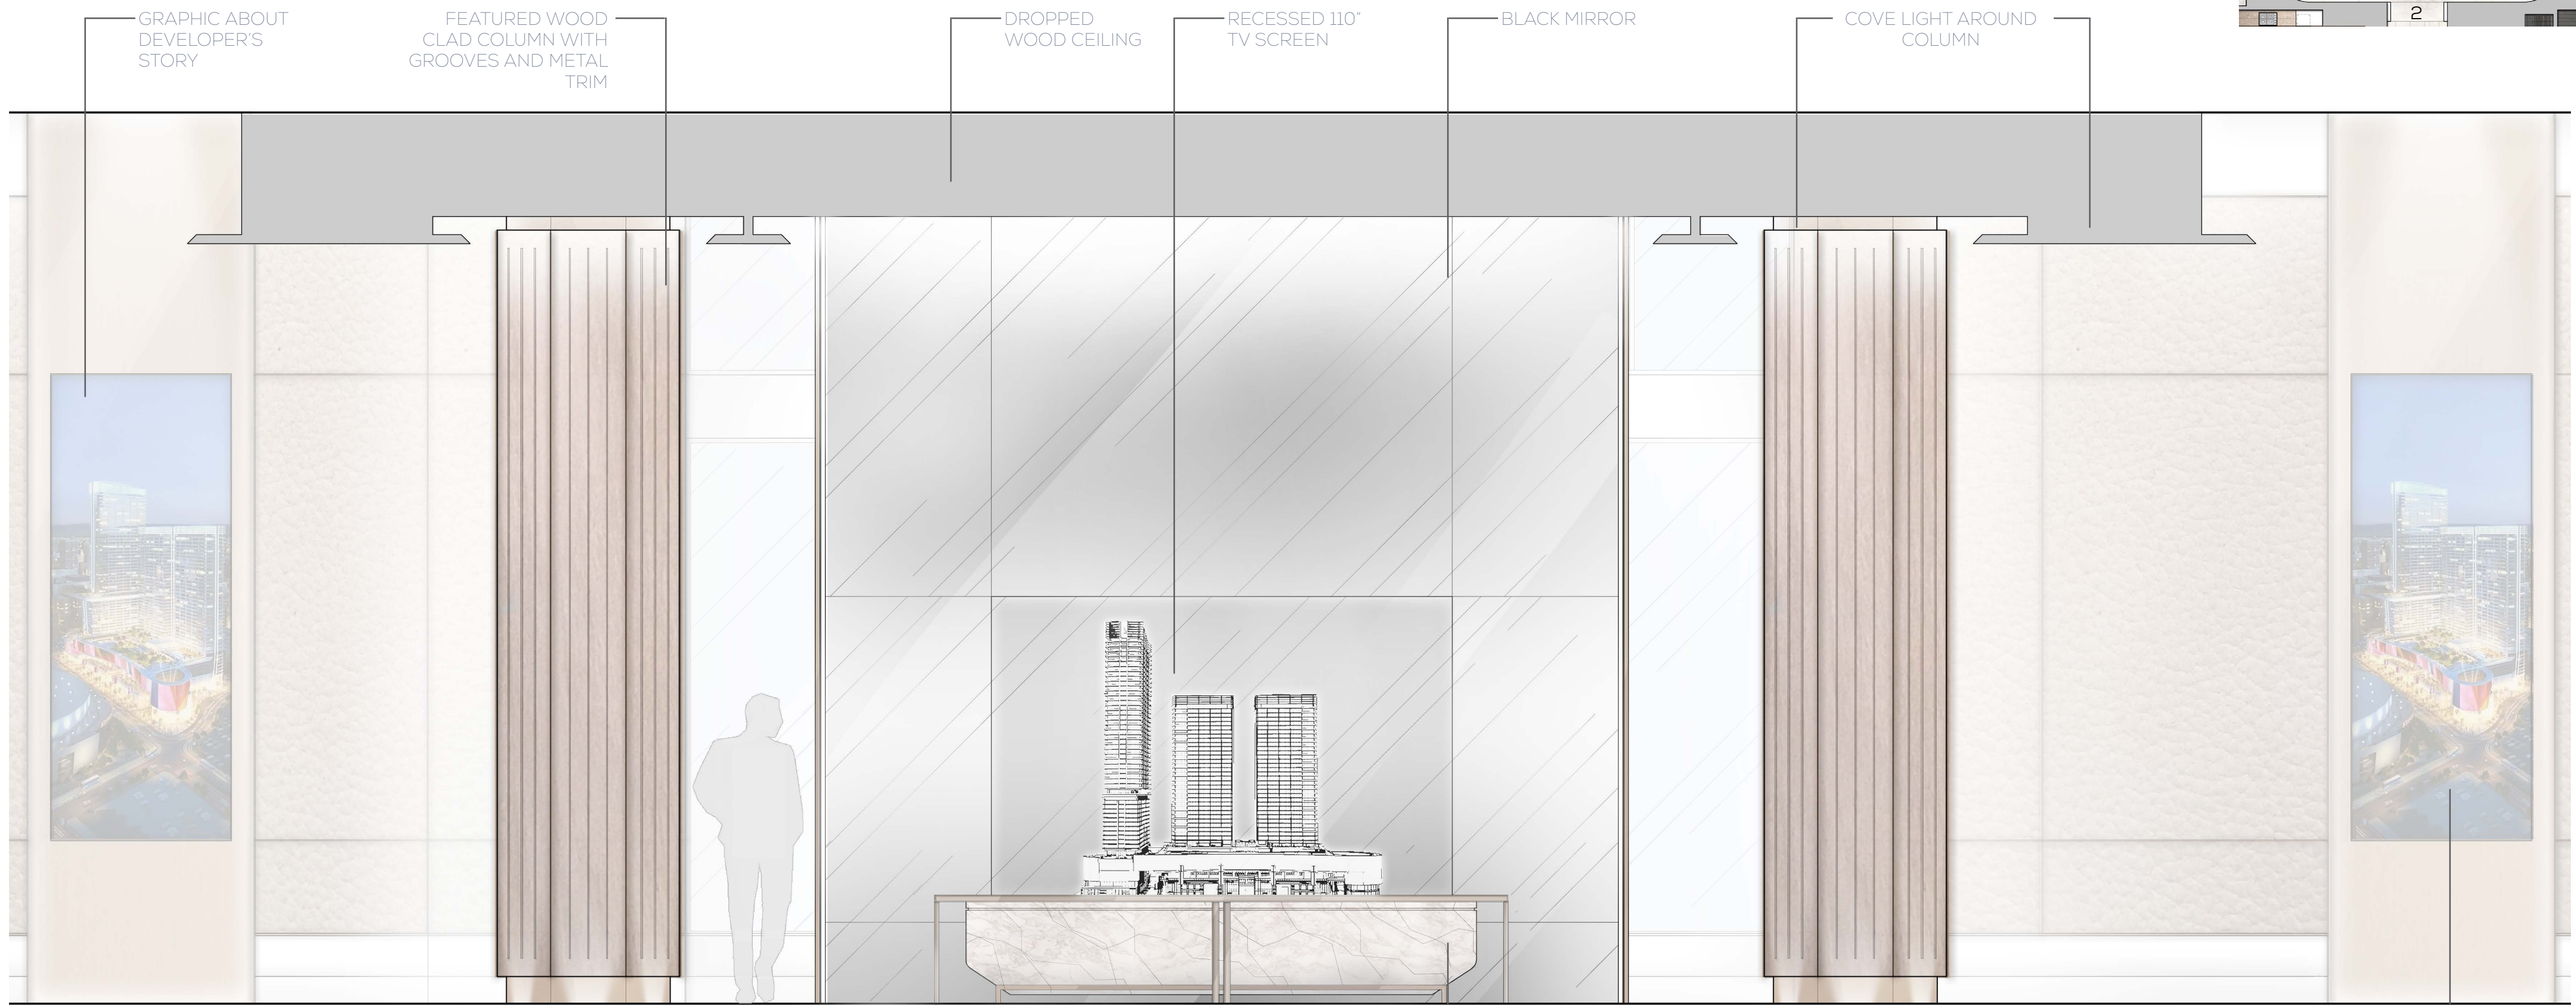 GRAPHIC ABOUT
DEVELOPER'S
STORY
FEATURED WOOD
CLAD COLUMN WITH
GROOVES AND METAL
TRIM
DROPPED
WOOD CEILING
RECESSED 110"
TV SCREEN
BLACK MIRROR
COVE LIGHT AROUND
COLUMN
2